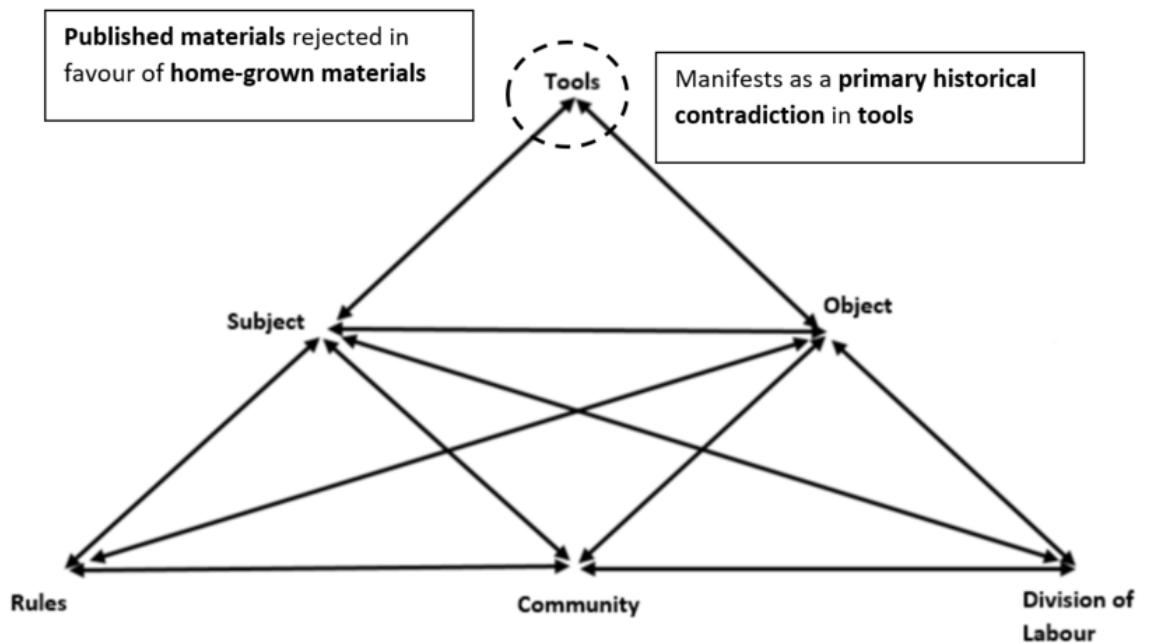 Published materials rejected in
favour of home-grown materials
Tools
Manifests as a primary historical
contradiction in tools
Subject
Object
Rules
Community
Division of
Labour